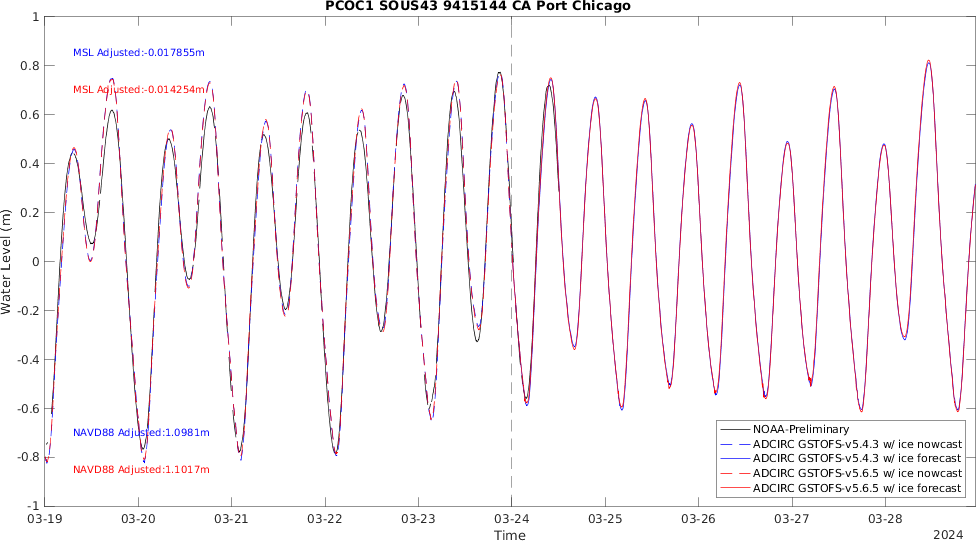 PCOC1 SOUS43 9415144 CA Port Chicago
MSL Adjusted:-0.017855m
MSL Adjusted:-0.014254m
NAVD88 Adjusted:1.0981m
NAVD88 Adjusted:1.1017m
Water Level (m)
1
0.8
0.6
0.4
0.2
0
-0.2
-0.4
-0.6
-0.8
-1
NOAA-Preliminary
ADCIRC GSTOFS-v5.4.3 w/ ice nowcast
ADCIRC GSTOFS-v5.4.3 w/ ice forecast
ADCIRC GSTOFS-v5.6.5 w/ ice nowcast
ADCIRC GSTOFS-v5.6.5 w/ ice forecast
03-19 03-20 03-21 03-22 03-23 03-24 03-25 03-26 03-27 03-28
Time
2024